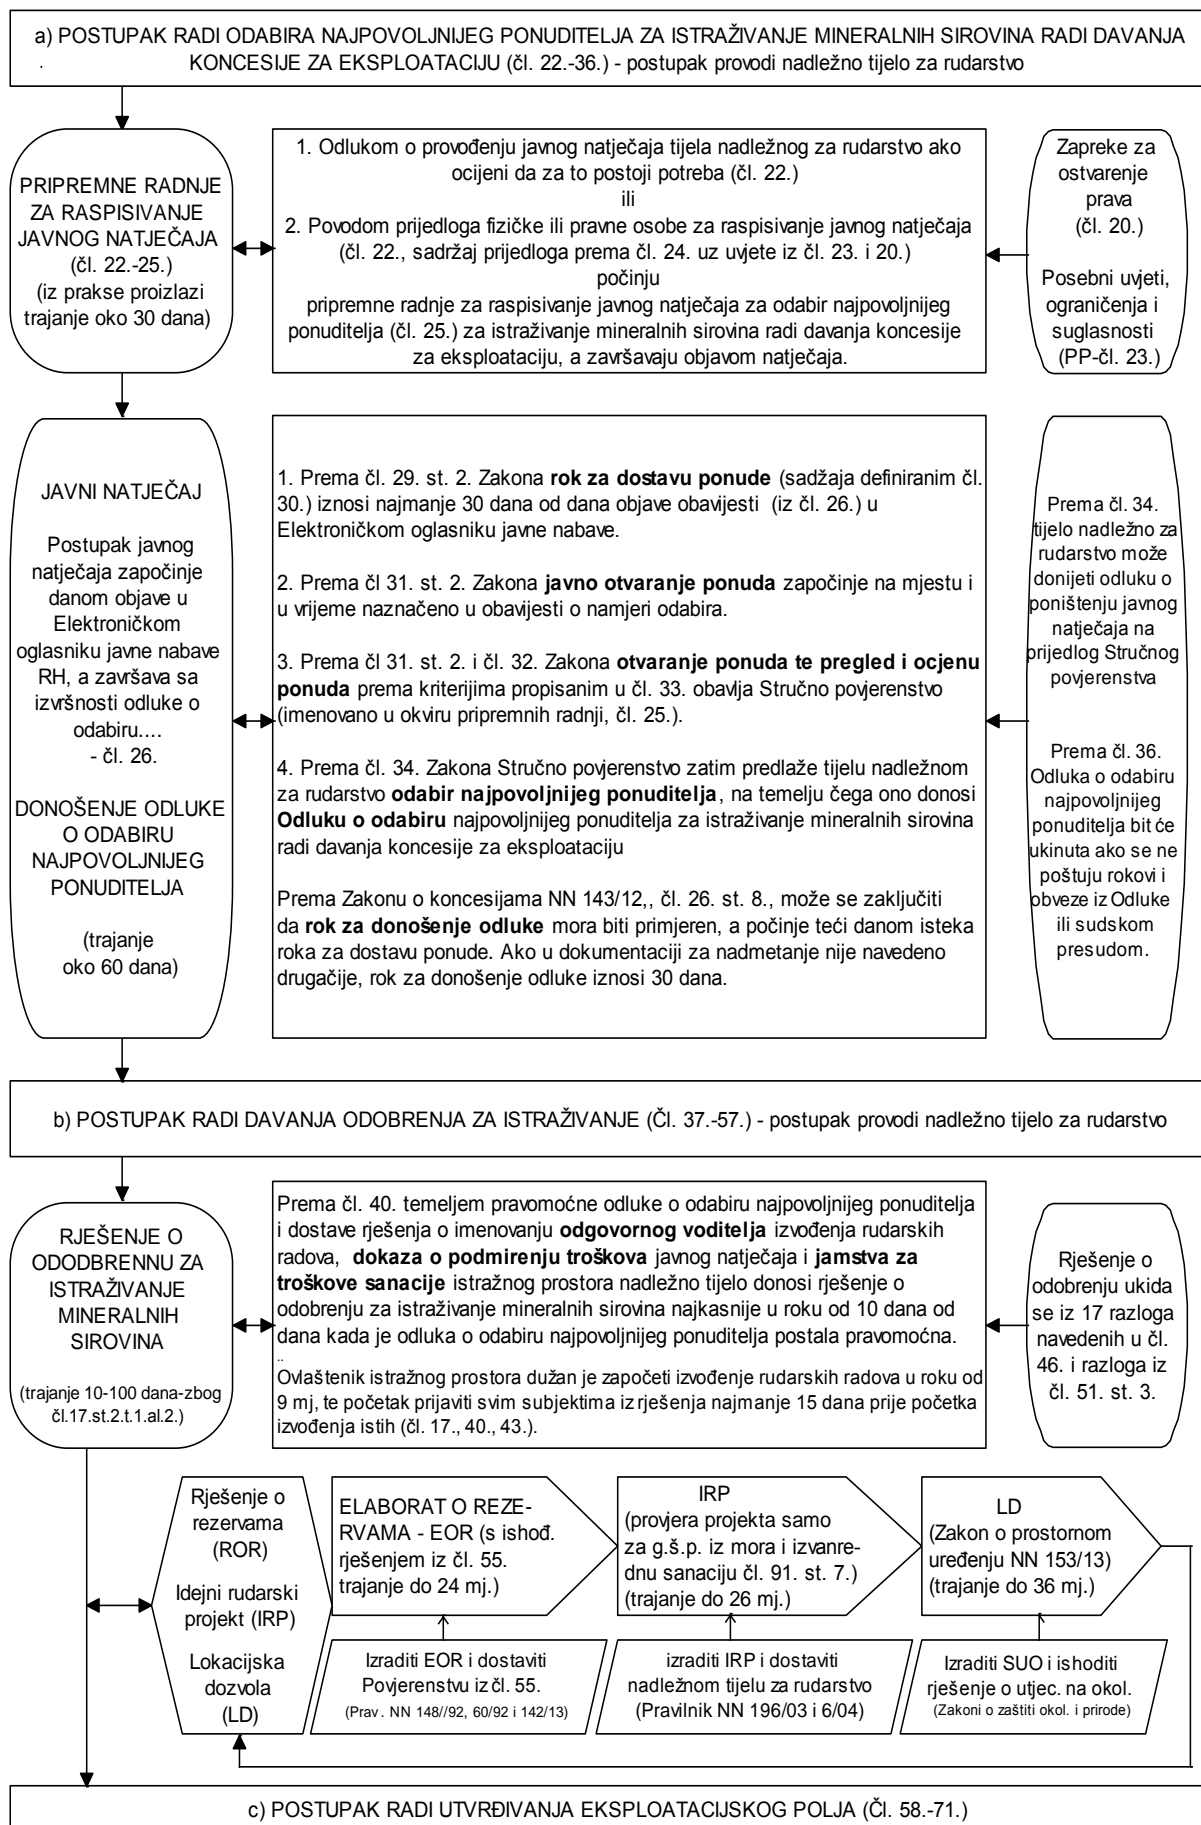 a) POSTUPAK RADI ODABIRA NAJPOVOLJNIJEG PONUDITELJA ZA ISTRAŽIVANJE MINERALNIH SIROVINA RADI DAVANJA
KONCESIJE ZA EKSPLOATACIJU (čl. 22.-36.) - postupak provodi nadležno tijelo za rudarstvo
PRIPREMNE RADNJE
ZA RASPISIVANJE
JAVNOG NATJEČAJA
(čl. 22.-25.)
(iz prakse proizlazi
trajanje oko 30 dana)
1. Odlukom o provođenju javnog natječaja tijela nadležnog za rudarstvo ako
ocijeni da za to postoji potreba (čl. 22.)
ili
2. Povodom prijedloga fizičke ili pravne osobe za raspisivanje javnog natječaja
(čl. 22., sadržaj prijedloga prema čl. 24. uz uvjete iz čl. 23. i 20.)
počinju
pripremne radnje za raspisivanje javnog natječaja za odabir najpovoljnijeg
ponuditelja (čl. 25.) za istraživanje mineralnih sirovina radi davanja koncesije
za eksploataciju, a završavaju objavom natječaja.
Zapreke za
ostvarenje
prava
(čl. 20.)
Posebni uvjeti,
ograničenja i
suglasnosti
(PP-čl. 23.)
JAVNI NATJEČAJ
Postupak javnog
natječaja započinje
danom objave u
Elektroničkom
oglasniku javne nabave
RH, a završava sa
izvršnosti odluke o
odabiru....
- čl. 26.
DONOŠENJE ODLUKE
O ODABIRU
NAJPOVOLJNIJEG
PONUDITELJA
(trajanje
oko 60 dana)
1. Prema čl. 29. st. 2. Zakona rok za dostavu ponude (sadžaja definiranim čl.
30.) iznosi najmanje 30 dana od dana objave obavijesti (iz čl. 26.) u
Elektroničkom oglasniku javne nabave.
2. Prema čl 31. st. 2. Zakona javno otvaranje ponuda započinje na mjestu i
u vrijeme naznačeno u obavijesti o namjeri odabira.
3. Prema čl 31. st. 2. i čl. 32. Zakona otvaranje ponuda te pregled i ocjenu
ponuda prema kriterijima propisanim u čl. 33. obavlja Stručno povjerenstvo
(imenovano u okviru pripremnih radnji, čl. 25.).
4. Prema čl. 34. Zakona Stručno povjerenstvo zatim predlaže tijelu nadležnom
za rudarstvo odabir najpovoljnijeg ponuditelja, na temelju čega ono donosi
Odluku o odabiru najpovoljnijeg ponuditelja za istraživanje mineralnih sirovina
radi davanja koncesije za eksploataciju
Prema Zakonu o koncesijama NN 143/12,, čl. 26. st. 8., može se zaključiti
da rok za donošenje odluke mora biti primjeren, a počinje teći danom isteka
roka za dostavu ponude. Ako u dokumentaciji za nadmetanje nije navedeno
drugačije, rok za donošenje odluke iznosi 30 dana.
Prema čl. 34.
tijelo nadležno za
rudarstvo može
donijeti odluku o
poništenju javnog
natječaja na
prijedlog Stručnog
povjerenstva
Prema čl. 36.
Odluka o odabiru
najpovoljnijeg
ponuditelja bit će
ukinuta ako se ne
poštuju rokovi i
obveze iz Odluke
ili sudskom
presudom.
b) POSTUPAK RADI DAVANJA ODOBRENJA ZA ISTRAŽIVANJE (Čl. 37.-57.) - postupak provodi nadležno tijelo za rudarstvo
RJEŠENJE O
ODODBRENNU ZA
ISTRAŽIVANJE
MINERALNIH
SIROVINA
(trajanje 10-100 dana-zbog
čl.17.st.2.t.1.al.2.)
Prema čl. 40. temeljem pravomoćne odluke o odabiru najpovoljnijeg ponuditelja
i dostave rješenja o imenovanju odgovornog voditelja izvođenja rudarskih
radova, dokaza o podmirenju troškova javnog natječaja i jamstva za
troškove sanacije istražnog prostora nadležno tijelo donosi rješenje o
odobrenju za istraživanje mineralnih sirovina najkasnije u roku od 10 dana od
dana kada je odluka o odabiru najpovoljnijeg ponuditelja postala pravomoćna.
..
Ovlaštenik istražnog prostora dužan je započeti izvođenje rudarskih radova u roku od
9 mj, te početak prijaviti svim subjektima iz rješenja najmanje 15 dana prije početka
izvođenja istih (čl. 17., 40., 43.).
Rješenje o
odobrenju ukida
se iz 17 razloga
navedenih u čl.
46. i razloga iz
čl. 51. st. 3.
Rješenje o
rezervama
(ROR)
Idejni rudarski
projekt (IRP)
Lokacijska
dozvola
(LD)
ELABORAT O REZE-
RVAMA - EOR (s ishođ.
rješenjem iz čl. 55.
trajanje do 24 mj.)
IRP
(provjera projekta samo
za g.š.p. iz mora i izvanre-
dnu sanaciju čl. 91. st. 7.)
(trajanje do 26 mj.)
LD
(Zakon o prostornom
uređenju NN 153/13)
(trajanje do 36 mj.)
Izraditi EOR i dostaviti
Povjerenstvu iz čl. 55.
(Prav. NN 148//92, 60/92 i 142/13)
izraditi IRP i dostaviti
nadležnom tijelu za rudarstvo
(Pravilnik NN 196/03 i 6/04)
Izraditi SUO i ishoditi
rješenje o utjec. na okol.
(Zakoni o zaštiti okol. i prirode)
c) POSTUPAK RADI UTVRĐIVANJA EKSPLOATACIJSKOG POLJA (Čl. 58.-71.)